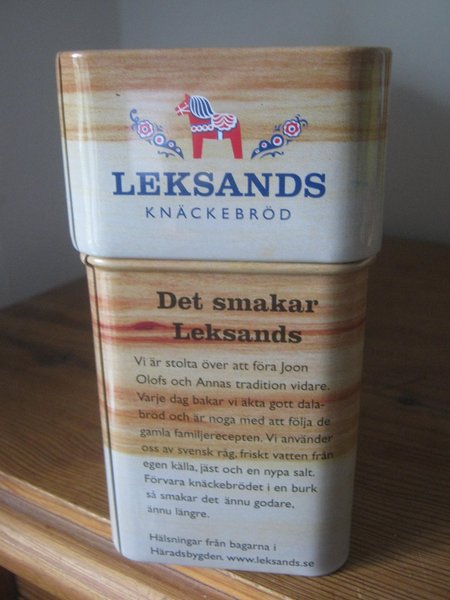 LEKSANDS
KNÄCKEBRÖD
Det smakar
Leksands
Vi är stolta över att föra Joon
Olofs och Annas tradition vidare.
Varje dag bakar vi äkta gott dala-
bröd och är noga med att följa de
gamla familjerecepten. Vi använder
oss av svensk råg, friskt vatten från
egen källa, jäst och en nypa salt.
Förvara knäckebrödet i en burk
så smakar det ännu godare,
ännu längre.
Hälsningar från bagarna i
Häradsbygden. www.leksands.se